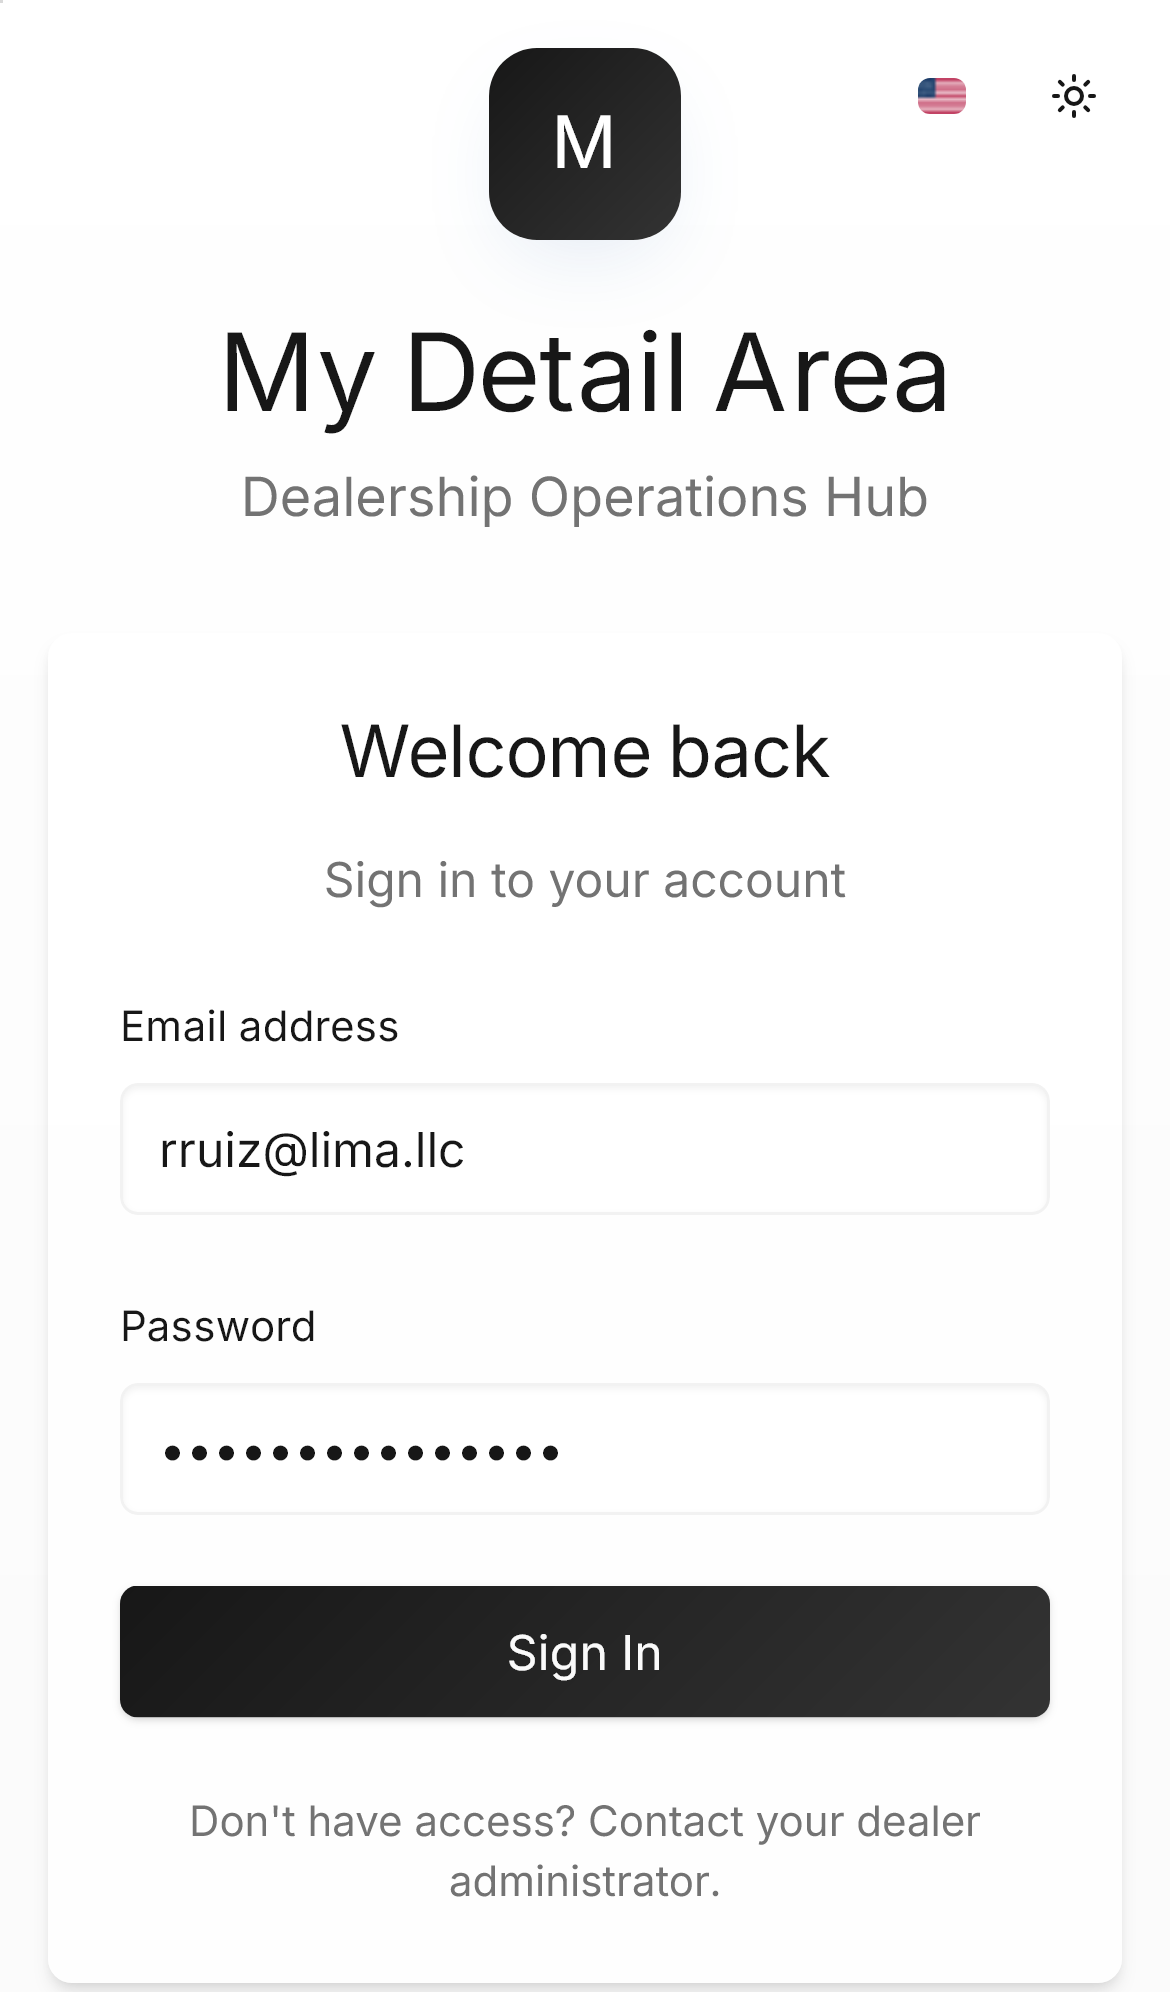 M
My Detail Area
Dealership Operations Hub
Welcome back
Sign in to your account
Email address
rruiz@lima.llc
Password
•••••••••••••••
Sign In
Don't have access? Contact your dealer
administrator.